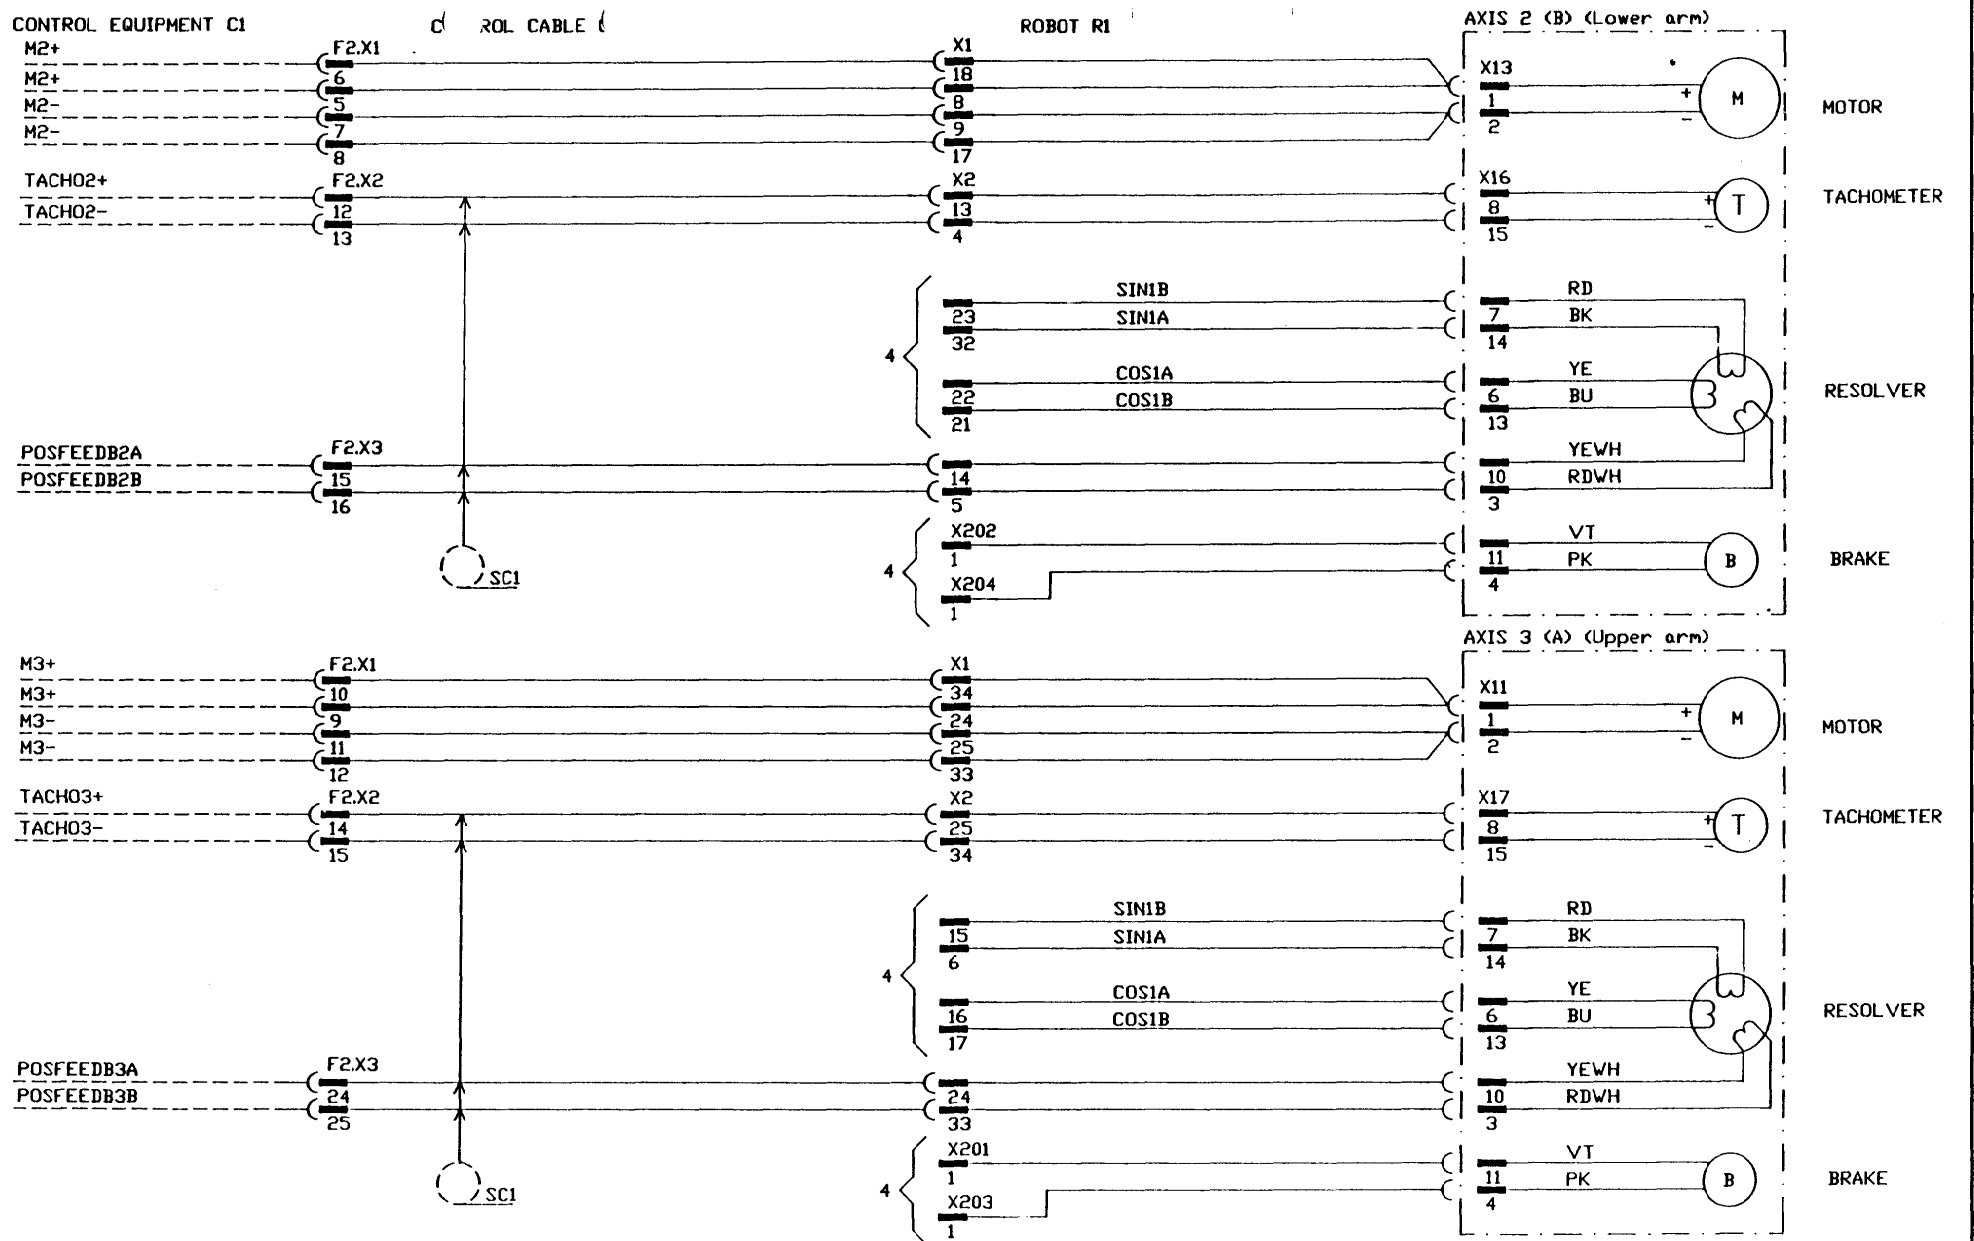 CONTROL EQUIPMENT C1
ROL CABLE
ROBOT R1
AXIS 2 (B) (Lower arm)
M2+
F2.X1
X1
6
18
X13
M2+
5
8
1
+
M
MOTOR
M2-
7
9
2
-
M2-
8
17
TACHO2+
F2.X2
X2
X16
12
13
8
+
T
TACHOMETER
TACHO2-
13
4
15
-
4
SIN1B
RD
23
7
SIN1A
BK
32
14
COS1A
YE
22
6
RESOLVER
COS1B
BU
21
13
POSFEEDB2A
F2.X3
YEWH
15
14
10
POSFEEDB2B
RDWH
16
5
3
SC1
4
X202
VT
1
11
B
BRAKE
X204
PK
1
4
AXIS 3 (A) (Upper arm)
M3+
F2.X1
X1
10
34
X11
M3+
9
24
1
+
M
MOTOR
M3-
11
25
2
-
M3-
12
33
TACHO3+
F2.X2
X2
X17
14
25
8
+
T
TACHOMETER
TACHO3-
15
34
15
-
4
SIN1B
RD
15
7
SIN1A
BK
6
14
COS1A
YE
16
6
RESOLVER
COS1B
BU
17
13
POSFEEDB3A
F2.X3
YEWH
24
24
10
POSFEEDB3B
RDWH
25
33
3
SC1
4
X201
VT
1
11
B
BRAKE
X203
PK
1
4